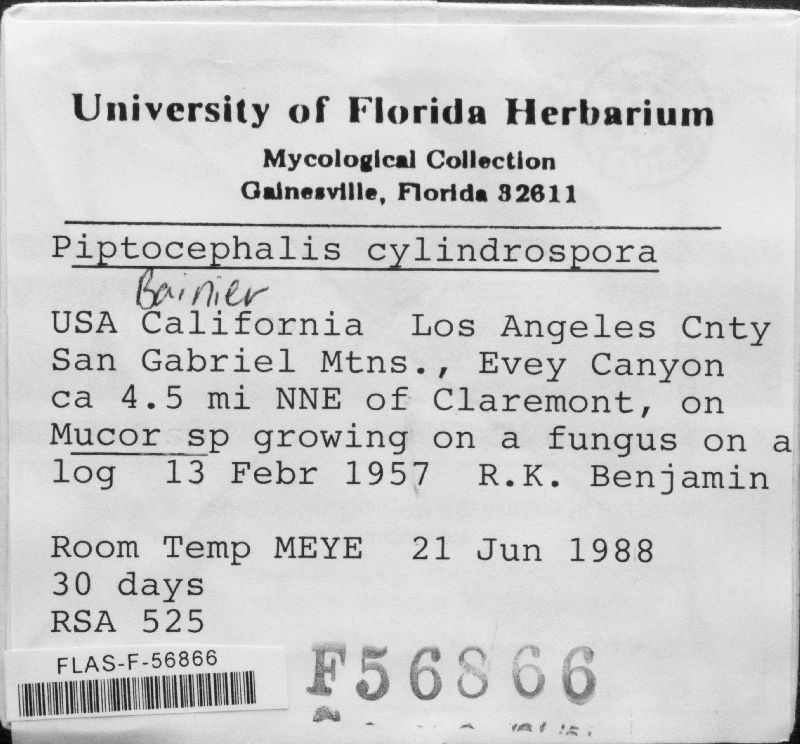 University of Florida Herbarium
Mycological Collection
Gainesville, Florida 32611
Piptocephalis cylindrospora
Bainier
USA California  Los Angeles Cnty
San Gabriel Mtns., Evey Canyon
ca 4.5 mi NNE of Claremont, on
Mucor sp growing on a fungus on a
log  13 Febr 1957  R.K. Benjamin
Room Temp MEYE  21 Jun 1988
30 days
RSA 525
FLAS-F-56866
F56866